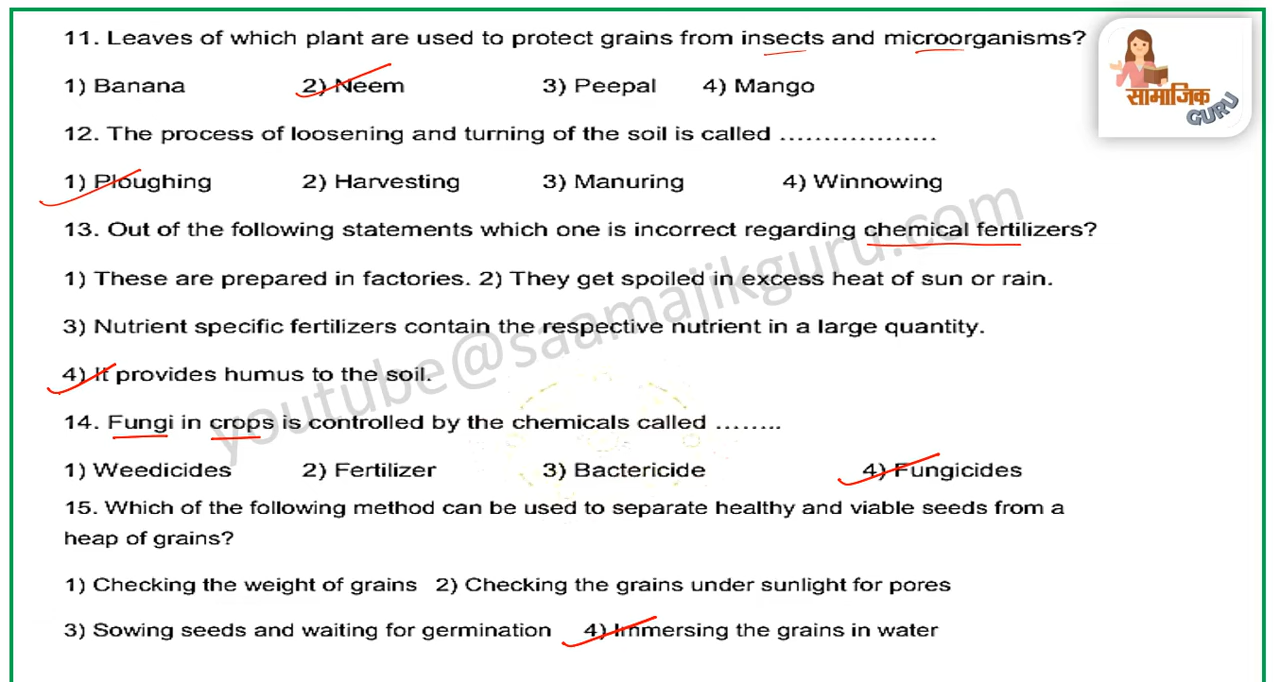 11. Leaves of which plant are used to protect grains from insects and microorganisms?
1) Banana 2) Neem 3) Peepal 4) Mango
12. The process of loosening and turning of the soil is called ..................
1) Ploughing 2) Harvesting 3) Manuring 4) Winnowing
13. Out of the following statements which one is incorrect regarding chemical fertilizers?
1) These are prepared in factories. 2) They get spoiled in excess heat of sun or rain.
3) Nutrient specific fertilizers contain the respective nutrient in a large quantity.
4) It provides humus to the soil.
14. Fungi in crops is controlled by the chemicals called ........
1) Weedicides 2) Fertilizer 3) Bactericide 4) Fungicides
15. Which of the following method can be used to separate healthy and viable seeds from a
heap of grains?
1) Checking the weight of grains 2) Checking the grains under sunlight for pores
3) Sowing seeds and waiting for germination 4) Immersing the grains in water
सामाजिक
GURU
youtube@saamajikguru.com